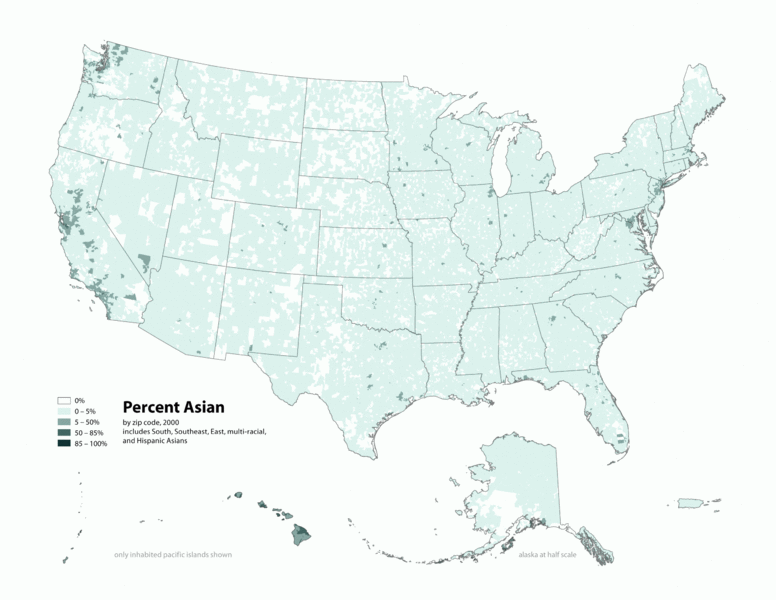 0%
0 – 5%
5 – 50%
50 – 85%
85 – 100%
Percent Asian
by zip code, 2000
includes South, Southeast, East, multi-racial,
and Hispanic Asians
only inhabited pacific islands shown
alaska at half scale